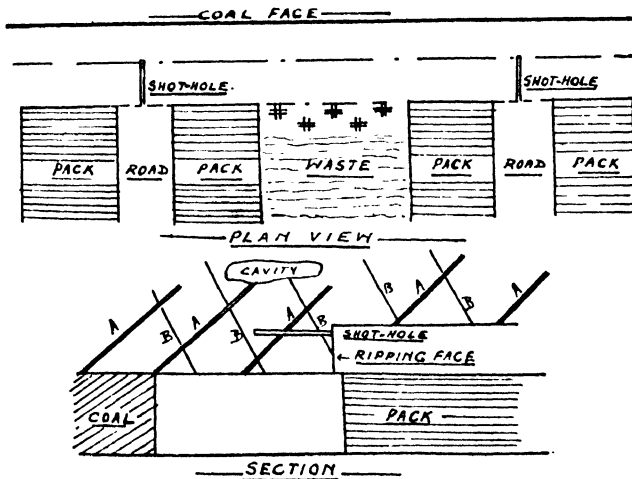 COAL FACE
SHOT-HOLE.
SHOT-HOLE
PACK ROAD PACK WASTE PACK ROAD PACK
PLAN VIEW
CAVITY
A B A B A B B A B A
SHOT-HOLE
← RIPPING FACE
COAL PACK
SECTION